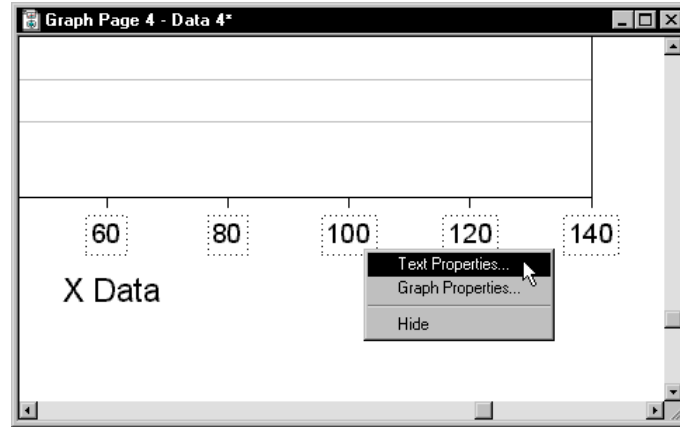 Graph Page 4 - Data 4*
60 80 100 120 140
X Data
Text Properties...
Graph Properties...
Hide